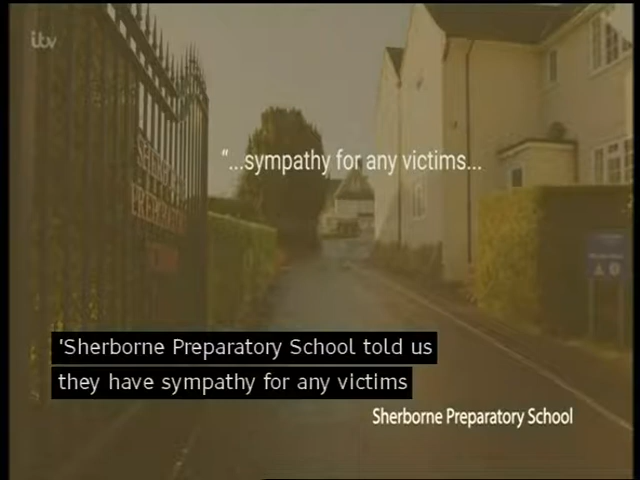 itv
"...sympathy for any victims...
'Sherborne Preparatory School told us
they have sympathy for any victims
Sherborne Preparatory School